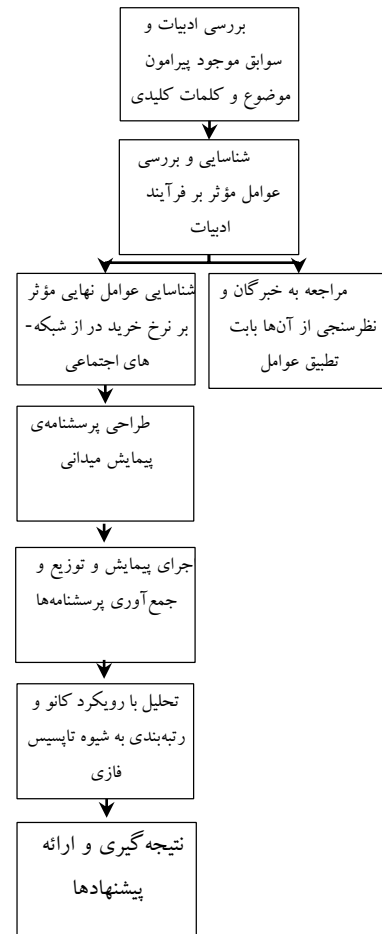 بررسی ادبیات و
سوابق موجود پیرامون
موضوع و کلمات کلیدی
شناسایی و بررسی
عوامل مؤثر بر فرآیند
ادبیات
مراجعه به خبرگان و
نظرسنجی از آن‌ها بابت
تطبیق عوامل
شناسایی عوامل نهایی مؤثر
بر نرخ خرید در از شبکه-
های اجتماعی
طراحی پرسشنامه‌ی
پیمایش میدانی
جرای پیمایش و توزیع و
جمع‌آوری پرسشنامه‌ها
تحلیل با رویکرد کانو و
رتبه‌بندی به شیوه تاپسیس
فازی
نتیجه‌گیری و ارائه
پیشنهادها